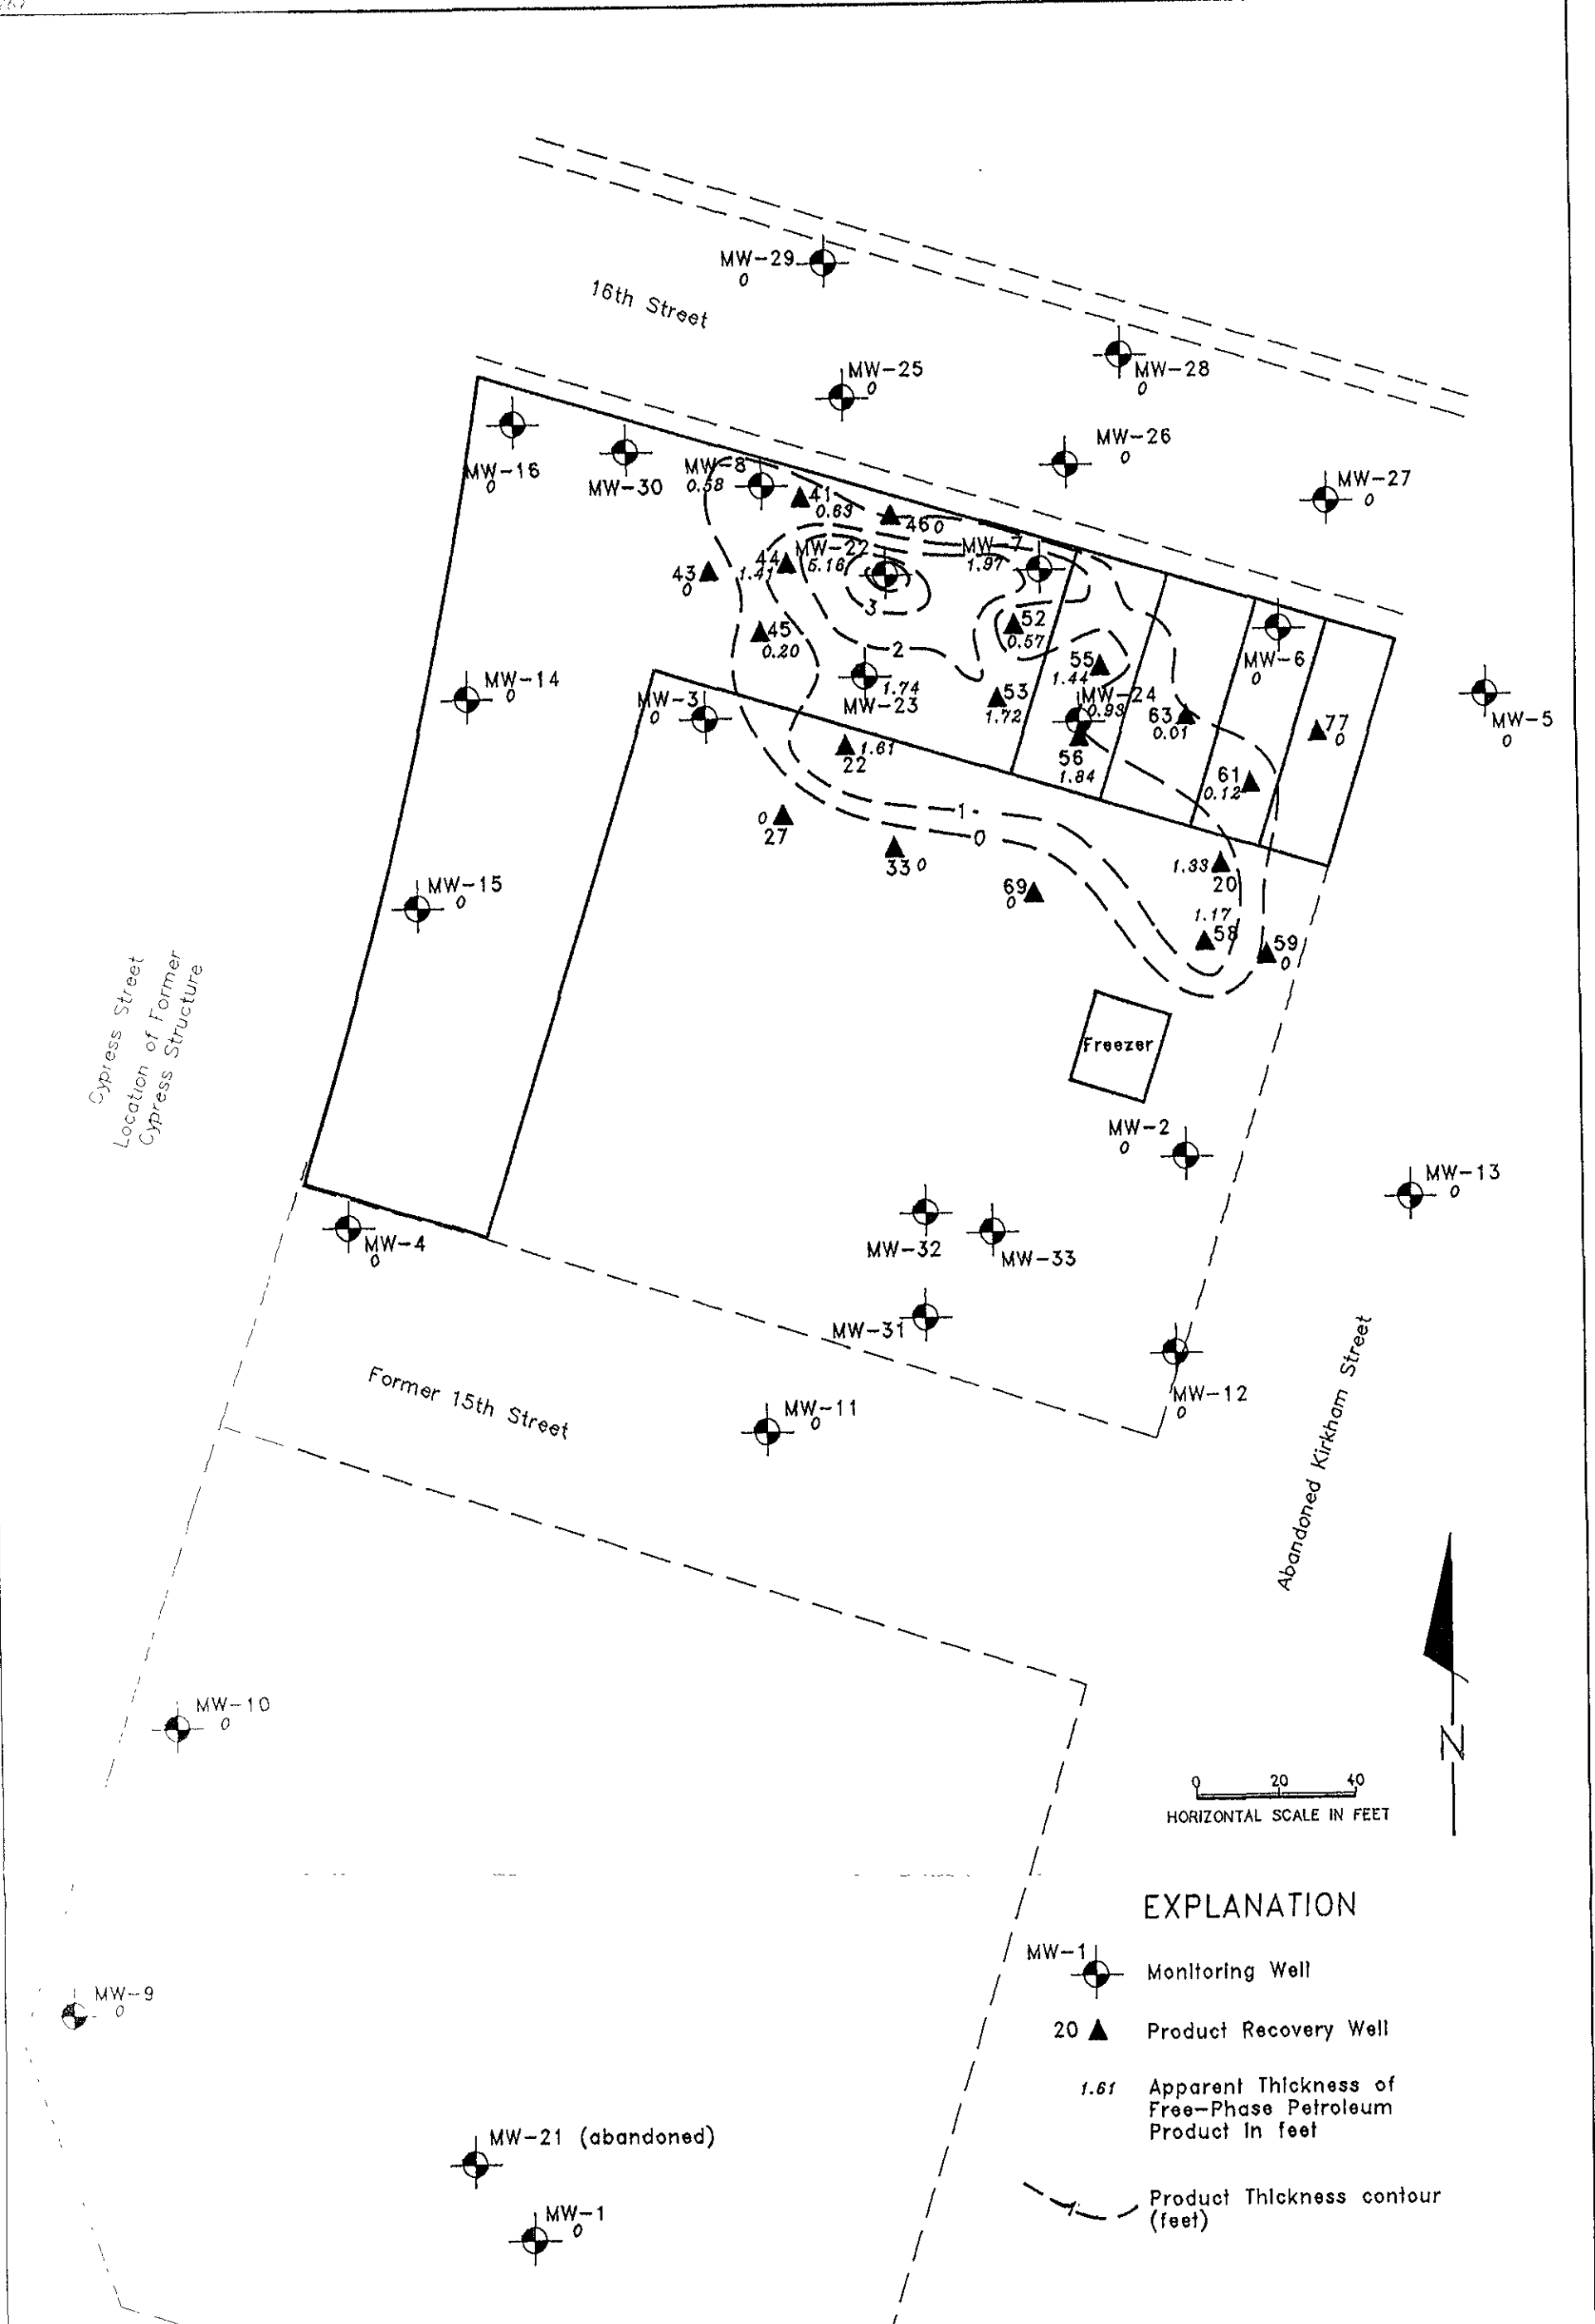 MW-29
0
16th Street
MW-28
0
MW-25
0
MW-26
0
MW-27
0
MW-16
0
MW-30
MW-8
0.58
41
0.63
46 0
MW-22
5.16
MW-7
1.97
44
1.41
43
0
3
52
0.57
45
0.20
2
55
1.44
MW-6
0
MW-14
0
MW-3
0
1.74
MW-23
53
1.72
MW-24
0.93
63
0.01
77
0
MW-5
0
1.61
22
56
1.84
61
0.12
1
0
0
27
33 0
1.33
20
69
0
1.17
58
59
0
MW-15
0
Cypress Street
Location of Former
Cypress Structure
Freezer
MW-2
0
MW-13
0
MW-4
0
MW-32
MW-33
MW-31
MW-12
0
Former 15th Street
MW-11
0
Abandoned Kirkham Street
N
MW-10
0
0 20 40
HORIZONTAL SCALE IN FEET
EXPLANATION
MW-1
Monitoring Well
20
Product Recovery Well
1.61
Apparent Thickness of
Free-Phase Petroleum
Product in feet
1
Product Thickness contour
(feet)
MW-9
0
MW-21 (abandoned)
MW-1
0